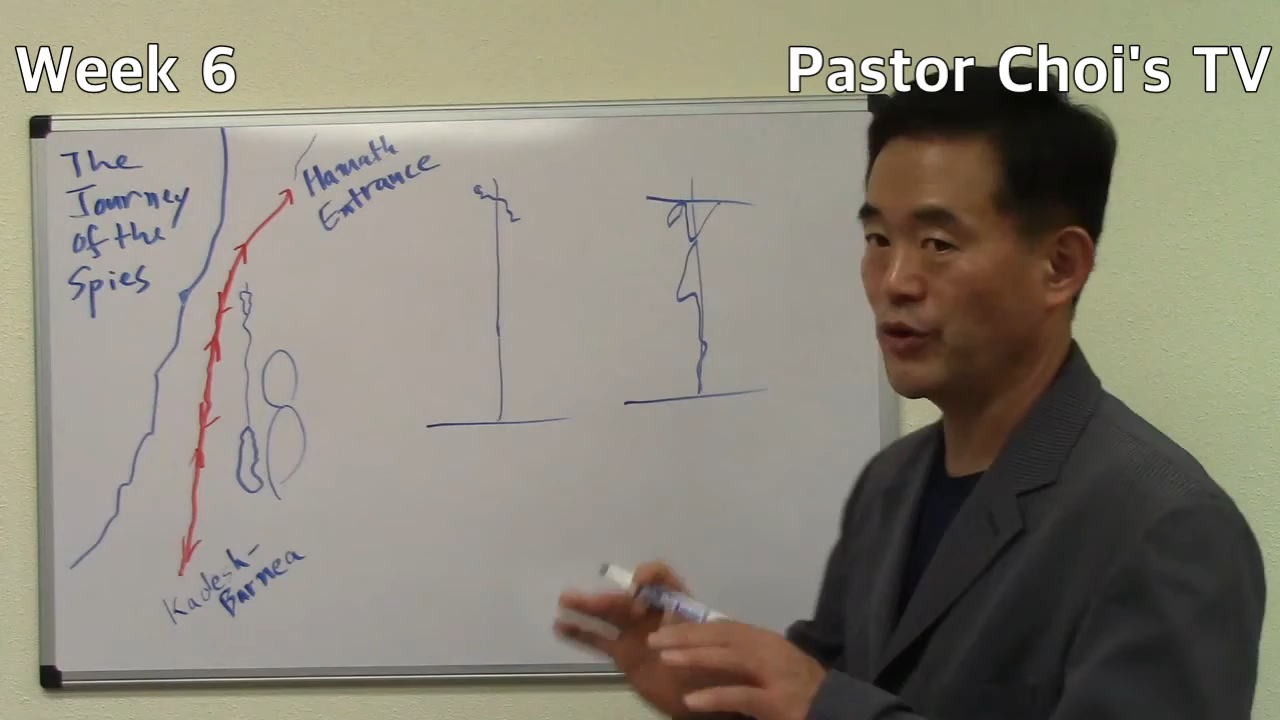 Week 6
Pastor Choi's TV
The
Journey
of the
Spies
Hamath
Entrance
Kadesh-
Barnea